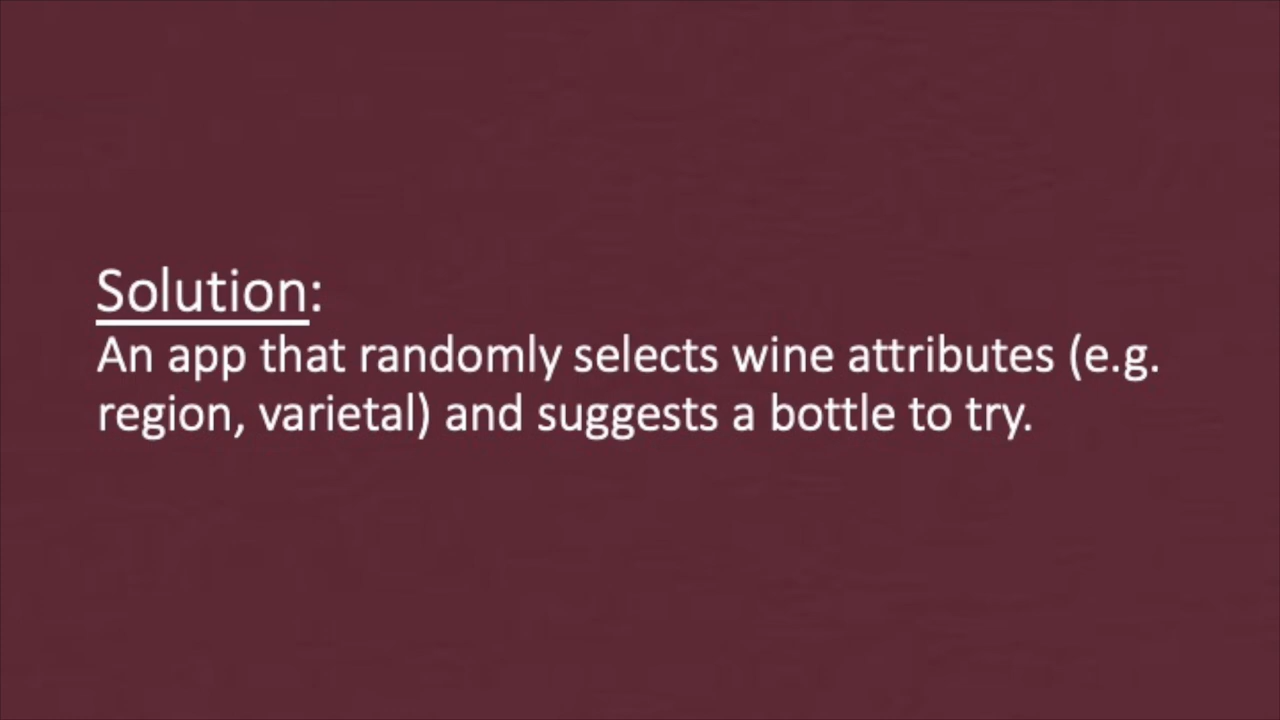 Solution:
An app that randomly selects wine attributes (e.g.
region, varietal) and suggests a bottle to try.